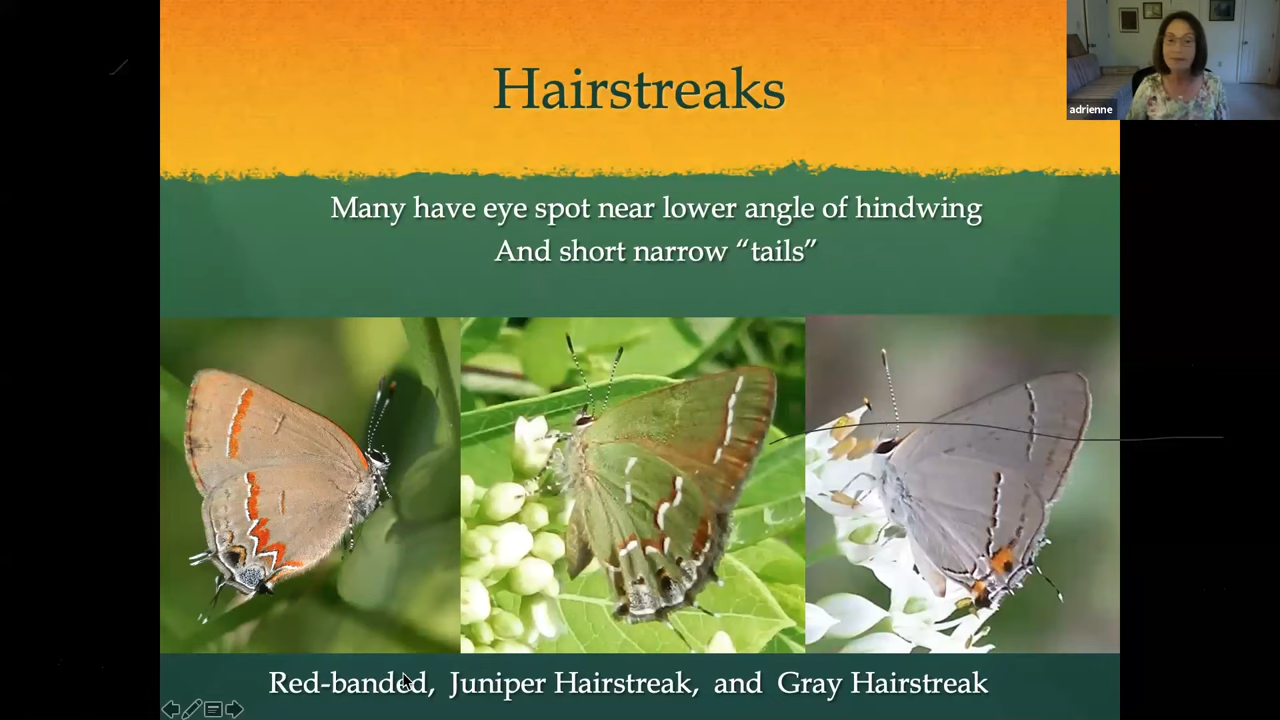 Hairstreaks
adrienne
Many have eye spot near lower angle of hindwing
And short narrow “tails”
Red-banded, Juniper Hairstreak, and Gray Hairstreak